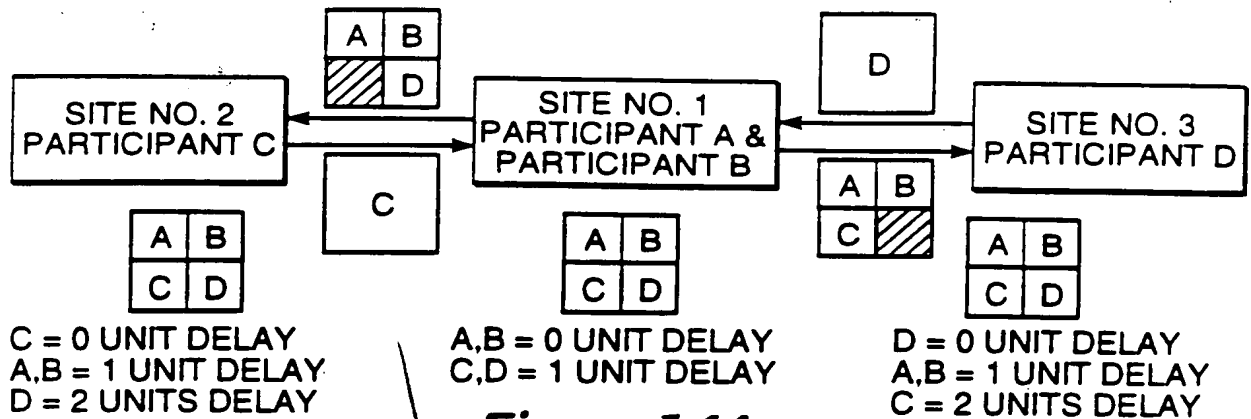 A B
D
D
SITE NO. 2
PARTICIPANT C
SITE NO. 1
PARTICIPANT A &
PARTICIPANT B
SITE NO. 3
PARTICIPANT D
C
A B
C
A B
C D
A B
C D
A B
C D
C = 0 UNIT DELAY
A,B = 1 UNIT DELAY
D = 2 UNITS DELAY
A,B = 0 UNIT DELAY
C,D = 1 UNIT DELAY
D = 0 UNIT DELAY
A,B = 1 UNIT DELAY
C = 2 UNITS DELAY